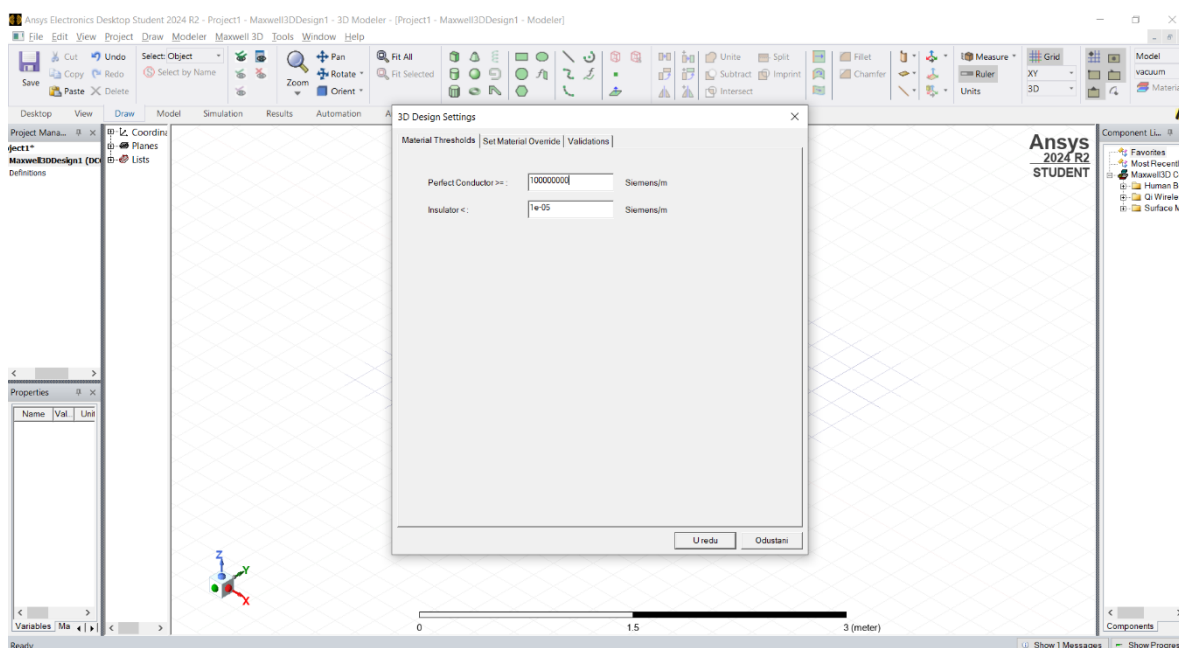 Ansys Electronics Desktop Student 2024 R2 - Project1 - Maxwell3DDesign1 - 3D Modeler - [Project1 - Maxwell3DDesign1 - Modeler]
File Edit View Project Draw Modeler Maxwell 3D Tools Window Help
Save
Cut Undo
Copy Redo
Paste Delete
Select: Object
Select by Name
Zoom
Pan
Rotate
Orient
Fit All
Fit Selected
Unite Split
Subtract Imprint
Intersect
Fillet
Chamfer
Measure
Ruler
Units
Grid
XY
3D
Model
vacuum
Materia
Desktop View Draw Model Simulation Results Automation A
Project Mana...
ject1*
Maxwell3DDesign1 (DC
Definitions
Coordina
Planes
Lists
3D Design Settings
Material Thresholds Set Material Override Validations
Perfect Conductor >= : 100000000 Siemens/m
Insulator < : 1e-05 Siemens/m
U redu Odustani
Ansys
2024 R2
STUDENT
Component Li...
Favorites
Most Recentl
Maxwell3D C
Human B
Qi Wirele
Surface M
Properties
Name Val... Unit
Variables Ma
Z
Y
X
0 1.5 3 (meter)
Components
Ready
Show 1 Messages Show Progres